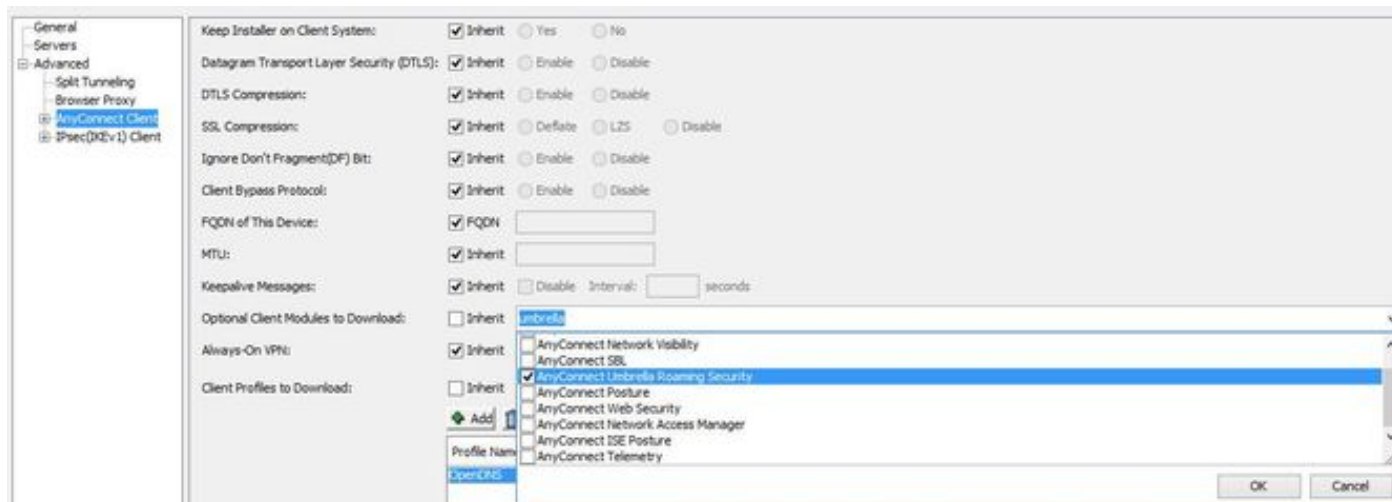 General
Servers
Advanced
Split Tunneling
Browser Proxy
AnyConnect Client
IPsec(IKEv1) Client
Keep Installer on Client System: Inherit Yes No
Datagram Transport Layer Security (DTLS): Inherit Enable Disable
DTLS Compression: Inherit Enable Disable
SSL Compression: Inherit Deflate LZS Disable
Ignore Don't Fragment(DF) Bit: Inherit Enable Disable
Client Bypass Protocol: Inherit Enable Disable
FQDN of This Device: FQDN
MTU: Inherit
Keepalive Messages: Inherit Disable Interval: seconds
Optional Client Modules to Download: Inherit umbrella
Always-On VPN: Inherit
Client Profiles to Download: Inherit
AnyConnect Network Visibility
AnyConnect SBL
AnyConnect Umbrella Roaming Security
AnyConnect Posture
AnyConnect Web Security
AnyConnect Network Access Manager
AnyConnect ISE Posture
AnyConnect Telemetry
Add
Profile Nam
OpenDNS
OK Cancel